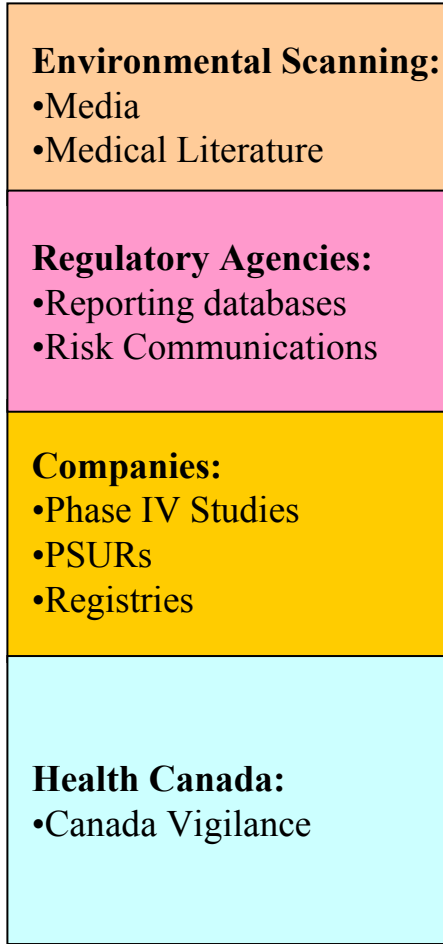 Environmental Scanning:
•Media
•Medical Literature
Regulatory Agencies:
•Reporting databases
•Risk Communications
Companies:
•Phase IV Studies
•PSURs
•Registries
Health Canada:
•Canada Vigilance